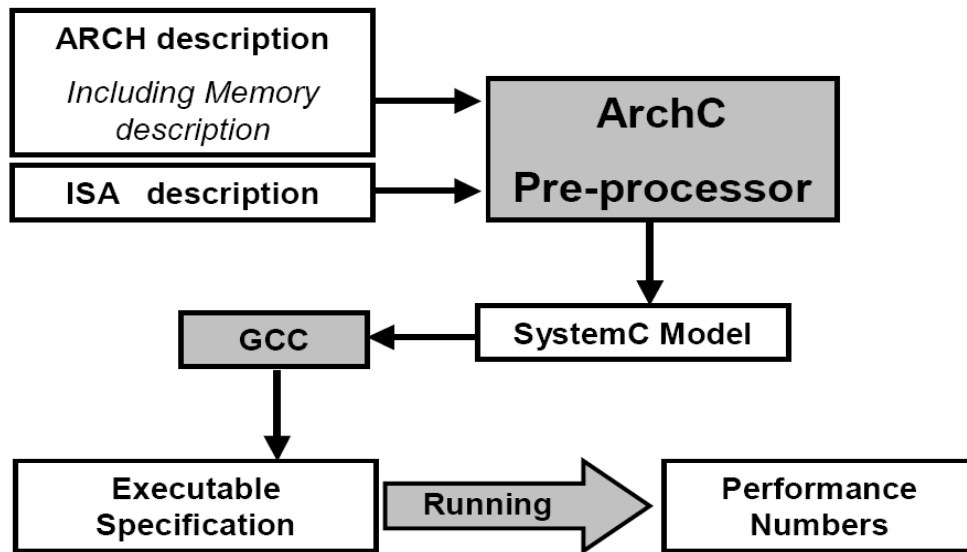 ARCH description
Including Memory
description
ISA description
ArchC
Pre-processor
SystemC Model
GCC
Executable
Specification
Running
Performance
Numbers